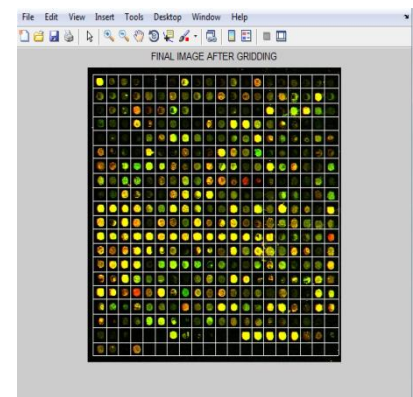 File Edit View Insert Tools Desktop Window Help
FINAL IMAGE AFTER GRIDDING